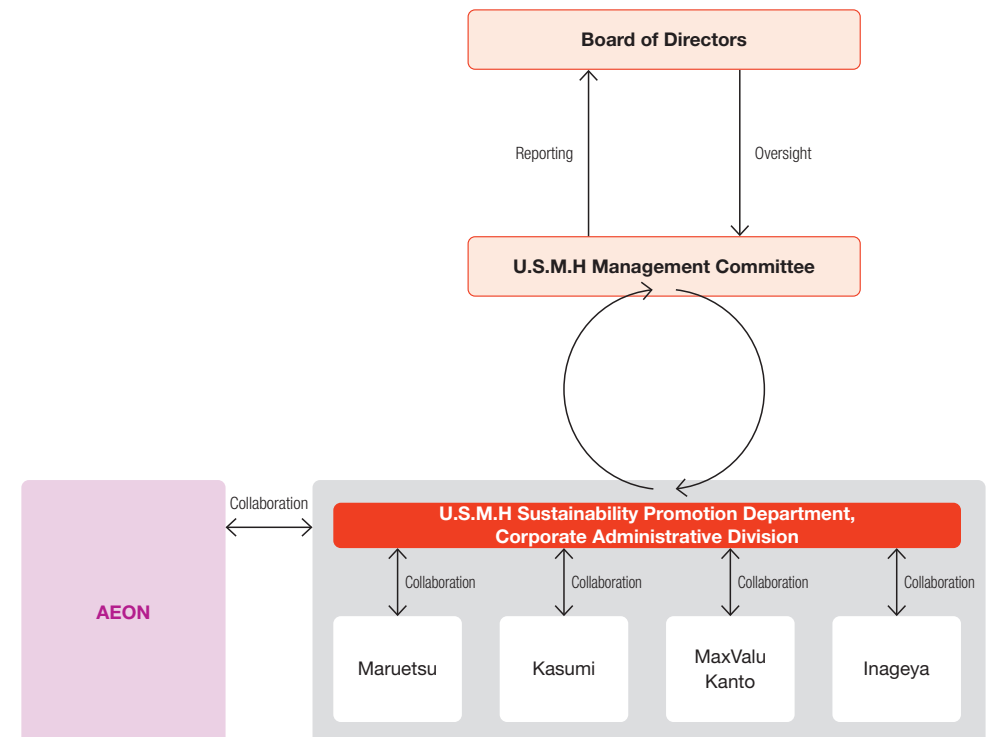 Board of Directors
Reporting
Oversight
U.S.M.H Management Committee
Collaboration
U.S.M.H Sustainability Promotion Department,
Corporate Administrative Division
Collaboration
Collaboration
Collaboration
Collaboration
AEON
Maruetsu
Kasumi
MaxValu
Kanto
Inageya